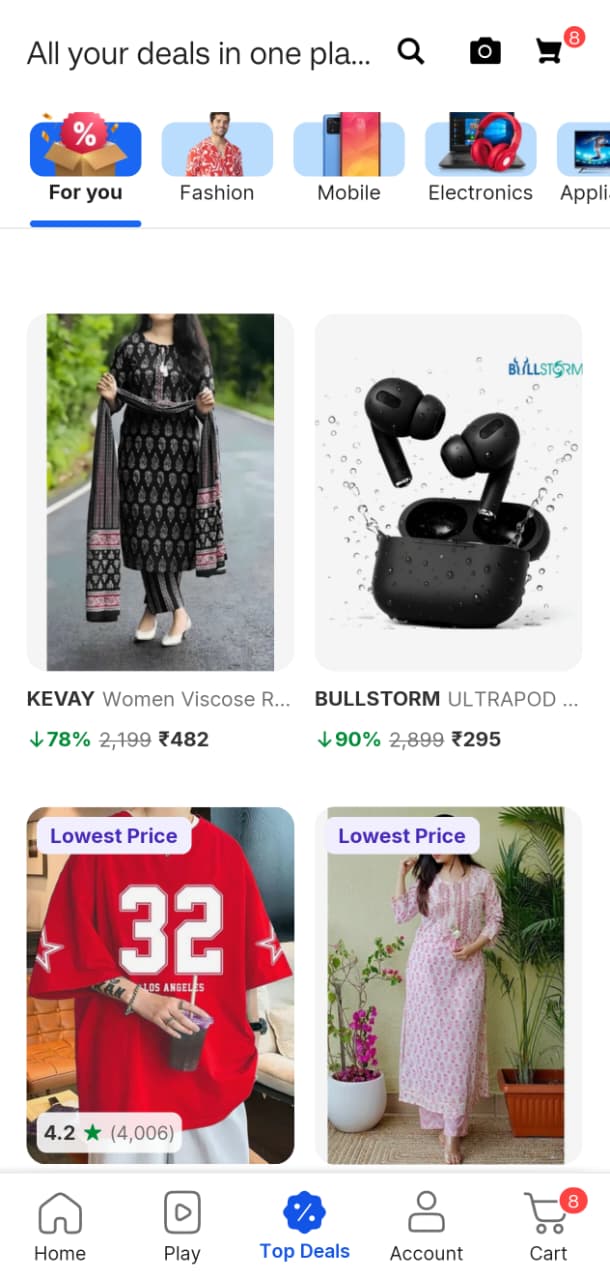 All your deals in one pla...
8
%
For you
Fashion
Mobile
Electronics
Appli
BULLSTORM
KEVAY Women Viscose R...
↓78% 2,199 ₹482
BULLSTORM ULTRAPOD ...
↓90% 2,899 ₹295
Lowest Price
32
LOS ANGELES
4.2 ★ (4,006)
Lowest Price
Home
Play
Top Deals
Account
8
Cart